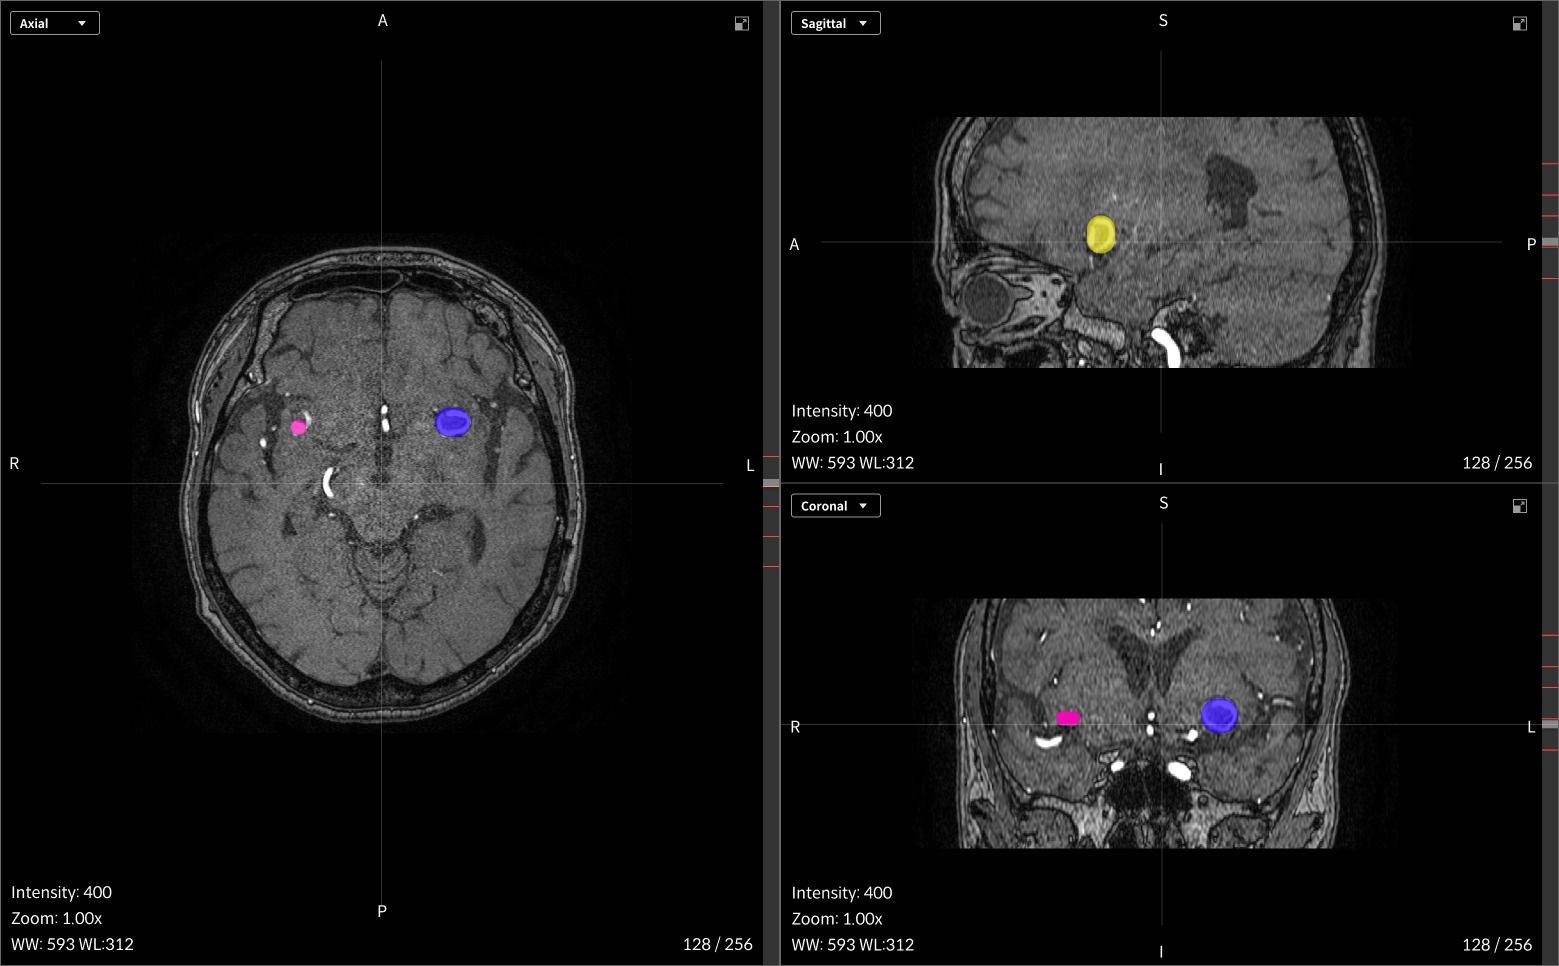 Axial
A
R
L
Intensity: 400
Zoom: 1.00x
WW: 593 WL:312
P
128 / 256
Sagittal
S
A
P
Intensity: 400
Zoom: 1.00x
WW: 593 WL:312
I
128 / 256
Coronal
S
R
L
Intensity: 400
Zoom: 1.00x
WW: 593 WL:312
I
128 / 256